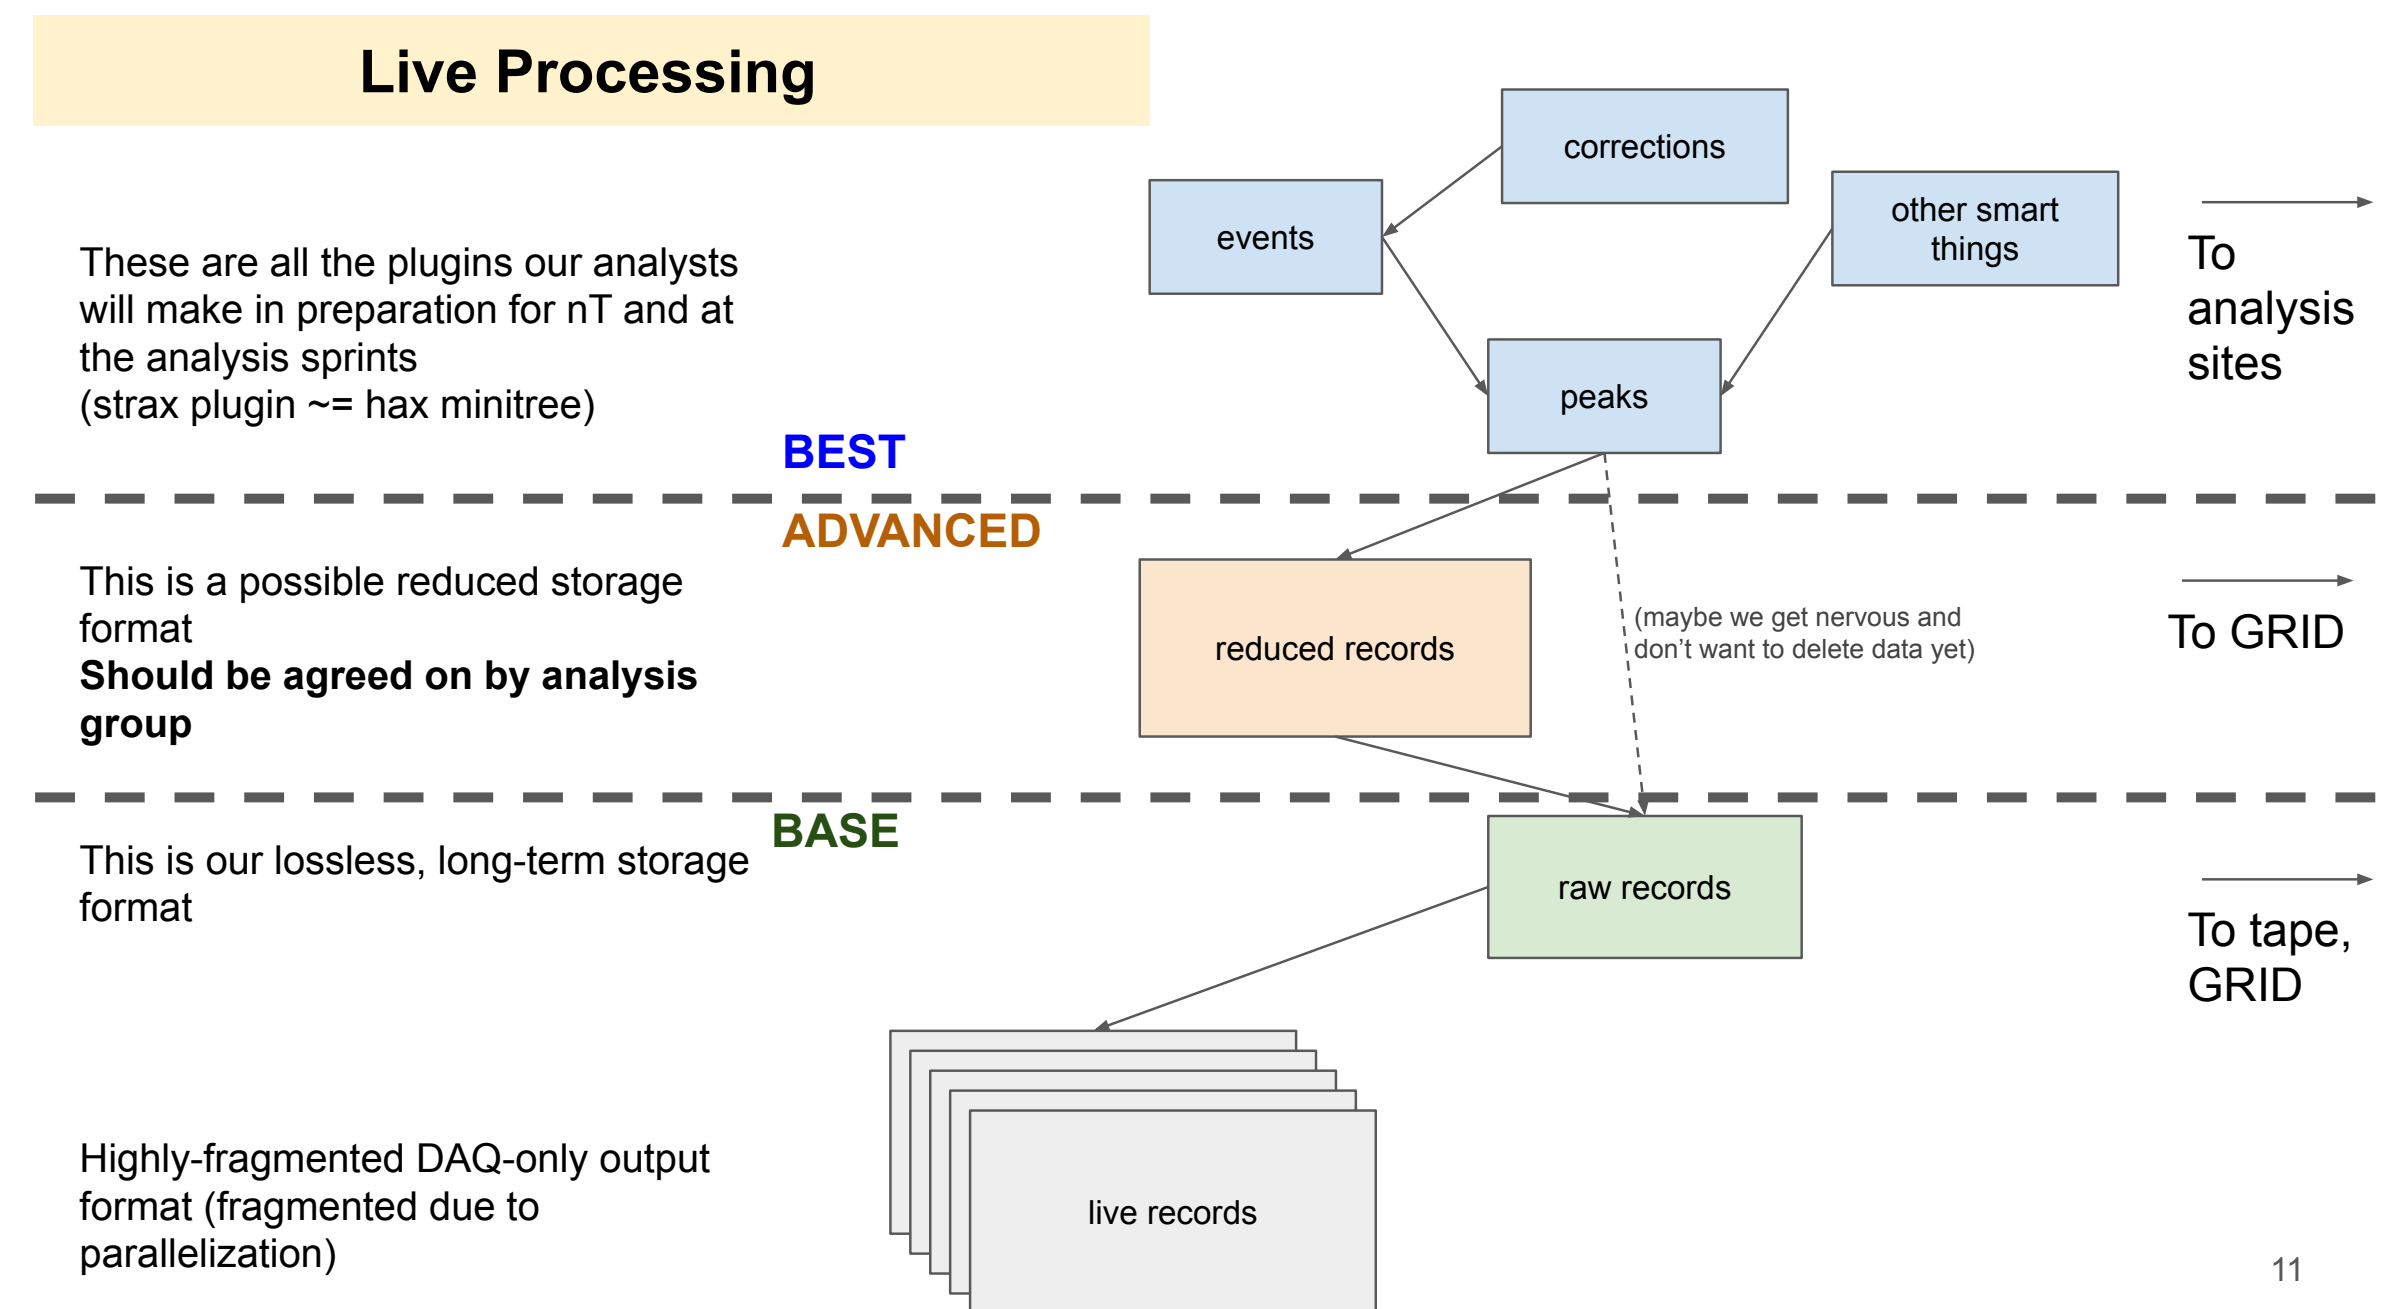 Live Processing
corrections
other smart
things
events
To
analysis
sites
These are all the plugins our analysts
will make in preparation for nT and at
the analysis sprints
(strax plugin ~= hax minitree)
peaks
BEST
ADVANCED
This is a possible reduced storage
format
Should be agreed on by analysis
group
reduced records
(maybe we get nervous and
don’t want to delete data yet)
To GRID
BASE
This is our lossless, long-term storage
format
raw records
To tape,
GRID
Highly-fragmented DAQ-only output
format (fragmented due to
parallelization)
live records
11